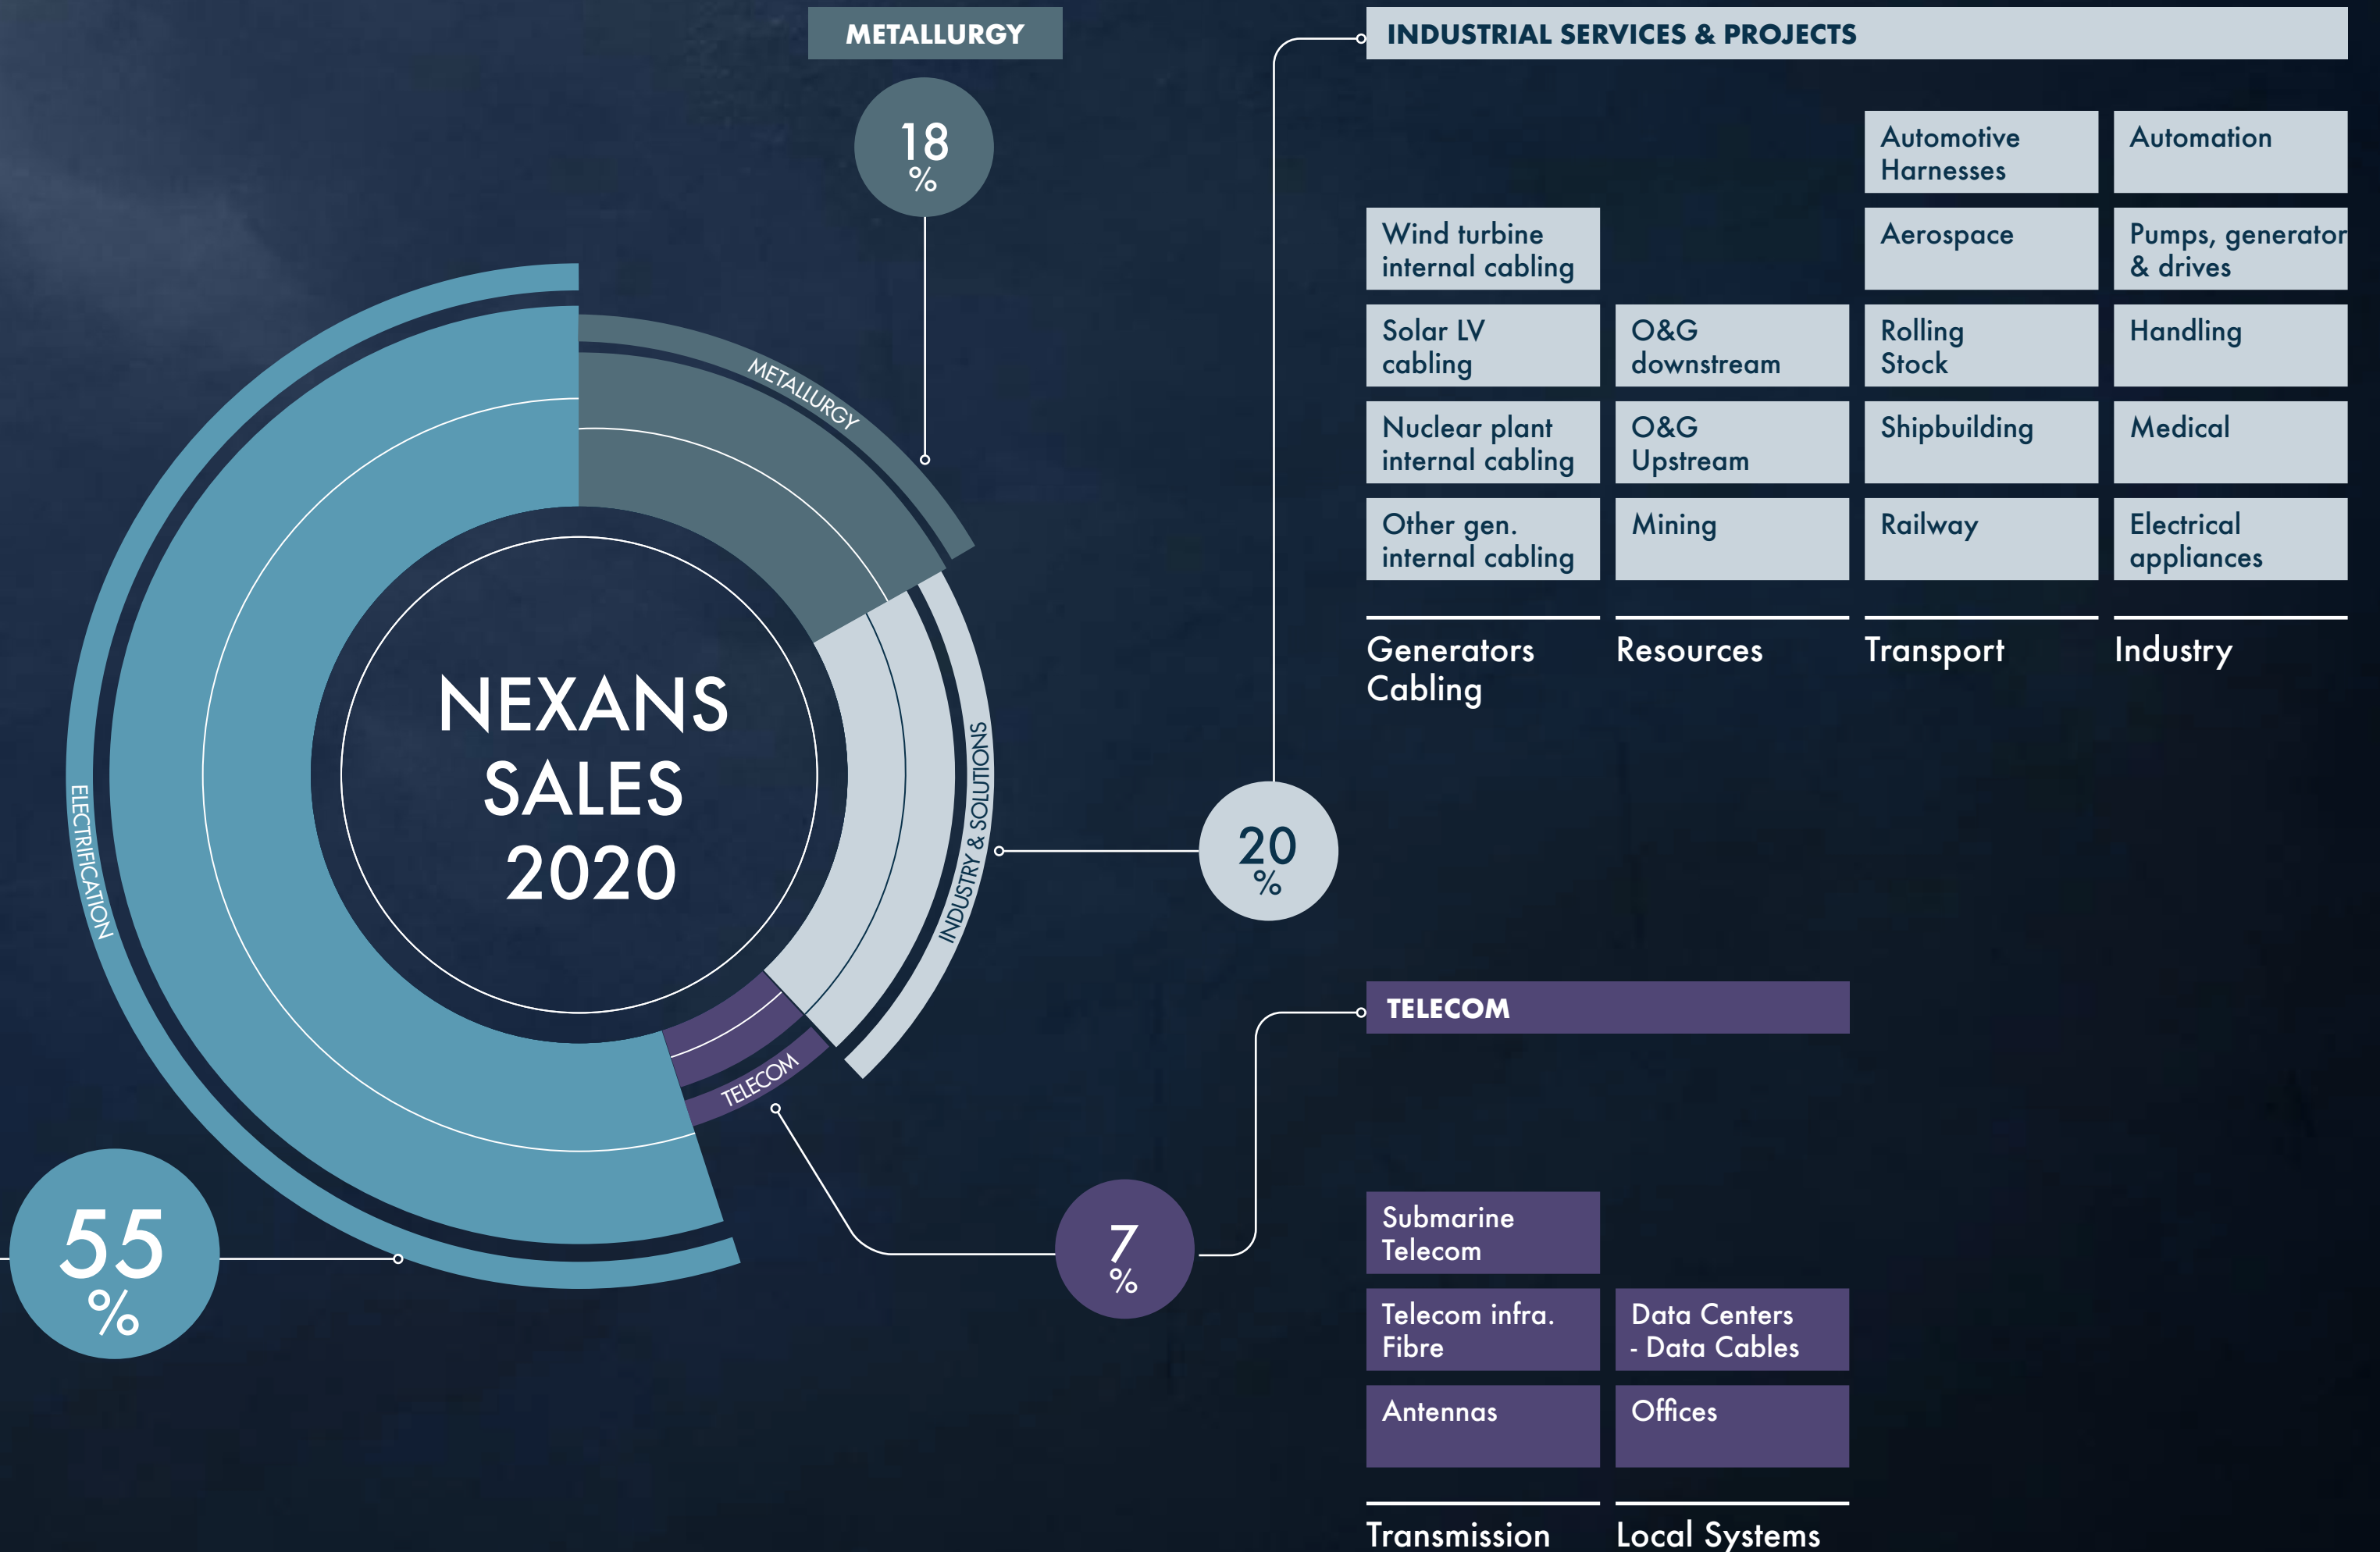 METALLURGY
18
%
METALLURGY
ELECTRIFICATION
NEXANS
SALES
2020
INDUSTRY & SOLUTIONS
TELECOM
55
%
20
%
7
%
INDUSTRIAL SERVICES & PROJECTS
Wind turbine
internal cabling
Solar LV
cabling
Nuclear plant
internal cabling
Other gen.
internal cabling
Generators
Cabling
O&G
downstream
O&G
Upstream
Mining
Resources
Automotive
Harnesses
Aerospace
Rolling
Stock
Shipbuilding
Railway
Transport
Automation
Pumps, generator
& drives
Handling
Medical
Electrical
appliances
Industry
TELECOM
Submarine
Telecom
Telecom infra.
Fibre
Antennas
Transmission
Data Centers
- Data Cables
Offices
Local Systems